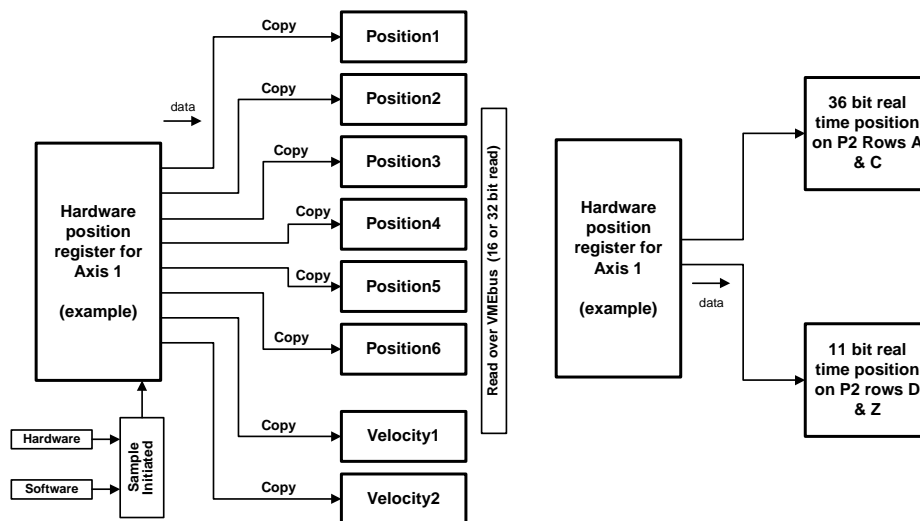 Copy
Position1
Copy
Position2
data
Copy
Position3
Copy
Position4
Copy
Position5
Copy
Position6
Copy
Velocity1
Copy
Velocity2
Hardware
position
register for
Axis 1
(example)
Hardware
Software
Sample
Initiated
Read over VMEbus (16 or 32 bit read)
Hardware
position
register for
Axis 1
(example)
data
36 bit real
time position
on P2 Rows A
& C
11 bit real
time position
on P2 rows D
& Z